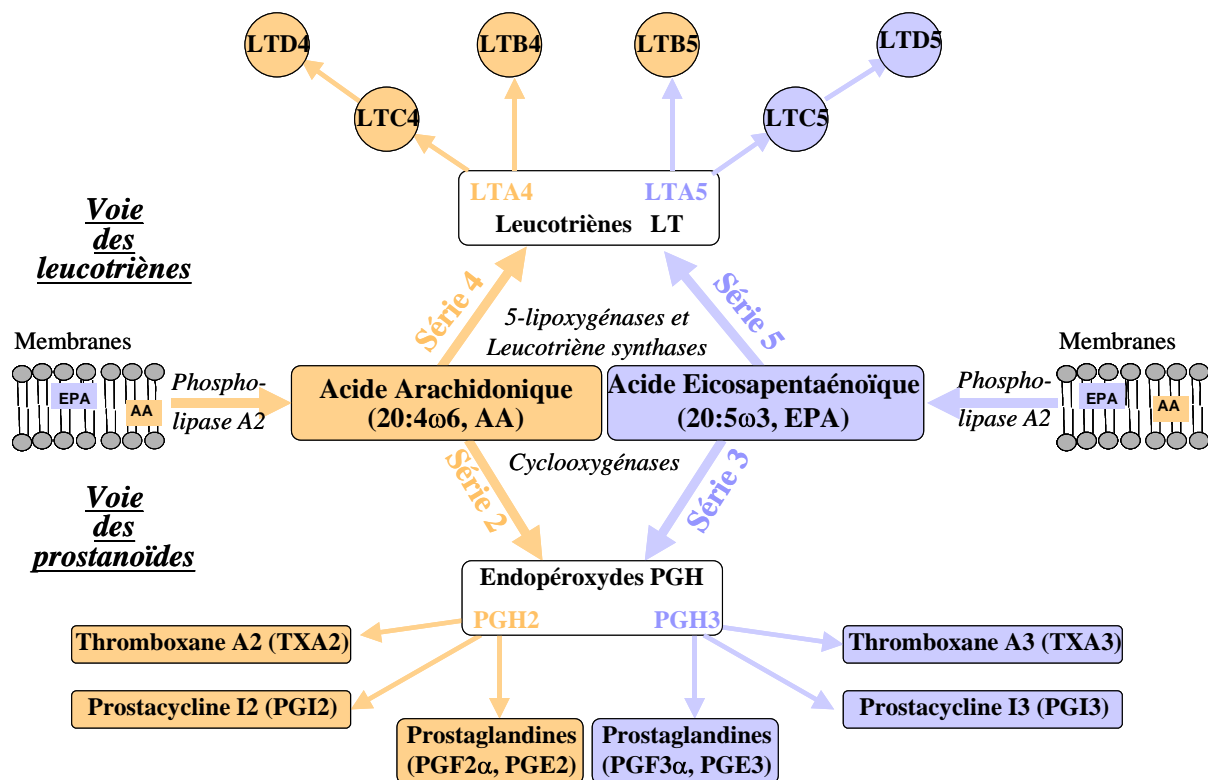 LTD4
LTB4
LTB5
LTD5
LTC4
LTC5
LTA4
LTA5
Leucotriènes LT
Voie
des
leucotriènes
Série 4
Série 5
5-lipoxygénases et
Leucotriène synthases
Membranes
EPA
AA
Phospho-
lipase A2
Acide Arachidonique
(20:4ω6, AA)
Acide Eicosapentaénoïque
(20:5ω3, EPA)
Phospho-
lipase A2
Membranes
EPA
AA
Cyclooxygénases
Série 2
Série 3
Voie
des
prostanoïdes
Endopéroxydes PGH
PGH2
PGH3
Thromboxane A2 (TXA2)
Thromboxane A3 (TXA3)
Prostacycline I2 (PGI2)
Prostacycline I3 (PGI3)
Prostaglandines
(PGF2α, PGE2)
Prostaglandines
(PGF3α, PGE3)